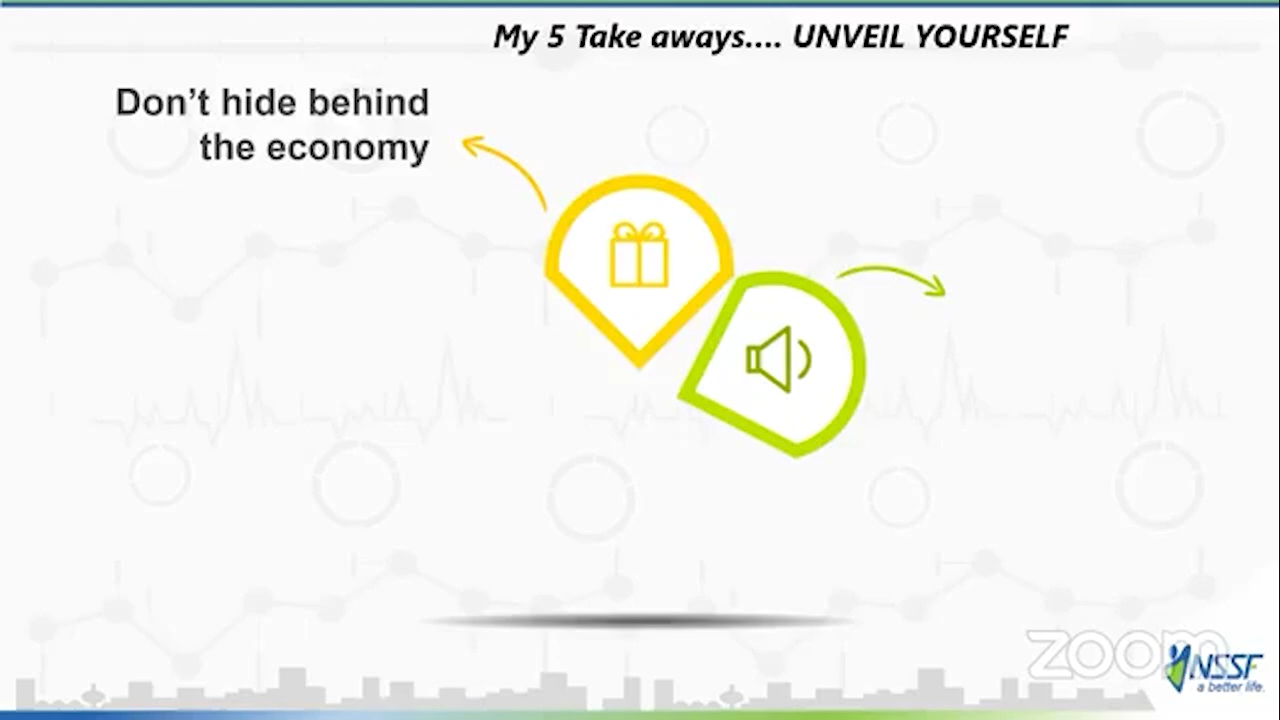 My 5 Take aways.... UNVEIL YOURSELF
Don't hide behind
the economy
zoom
NSSF
a better life.